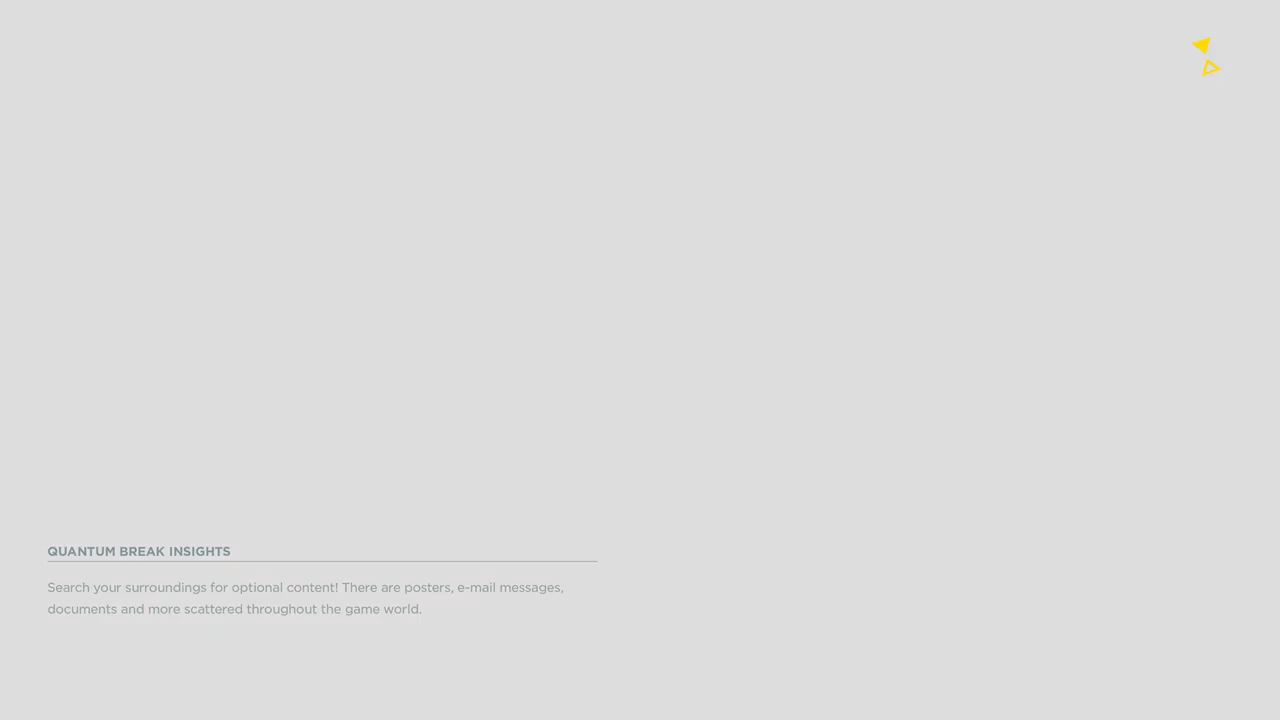 QUANTUM BREAK INSIGHTS
Search your surroundings for optional content! There are posters, e-mail messages,
documents and more scattered throughout the game world.